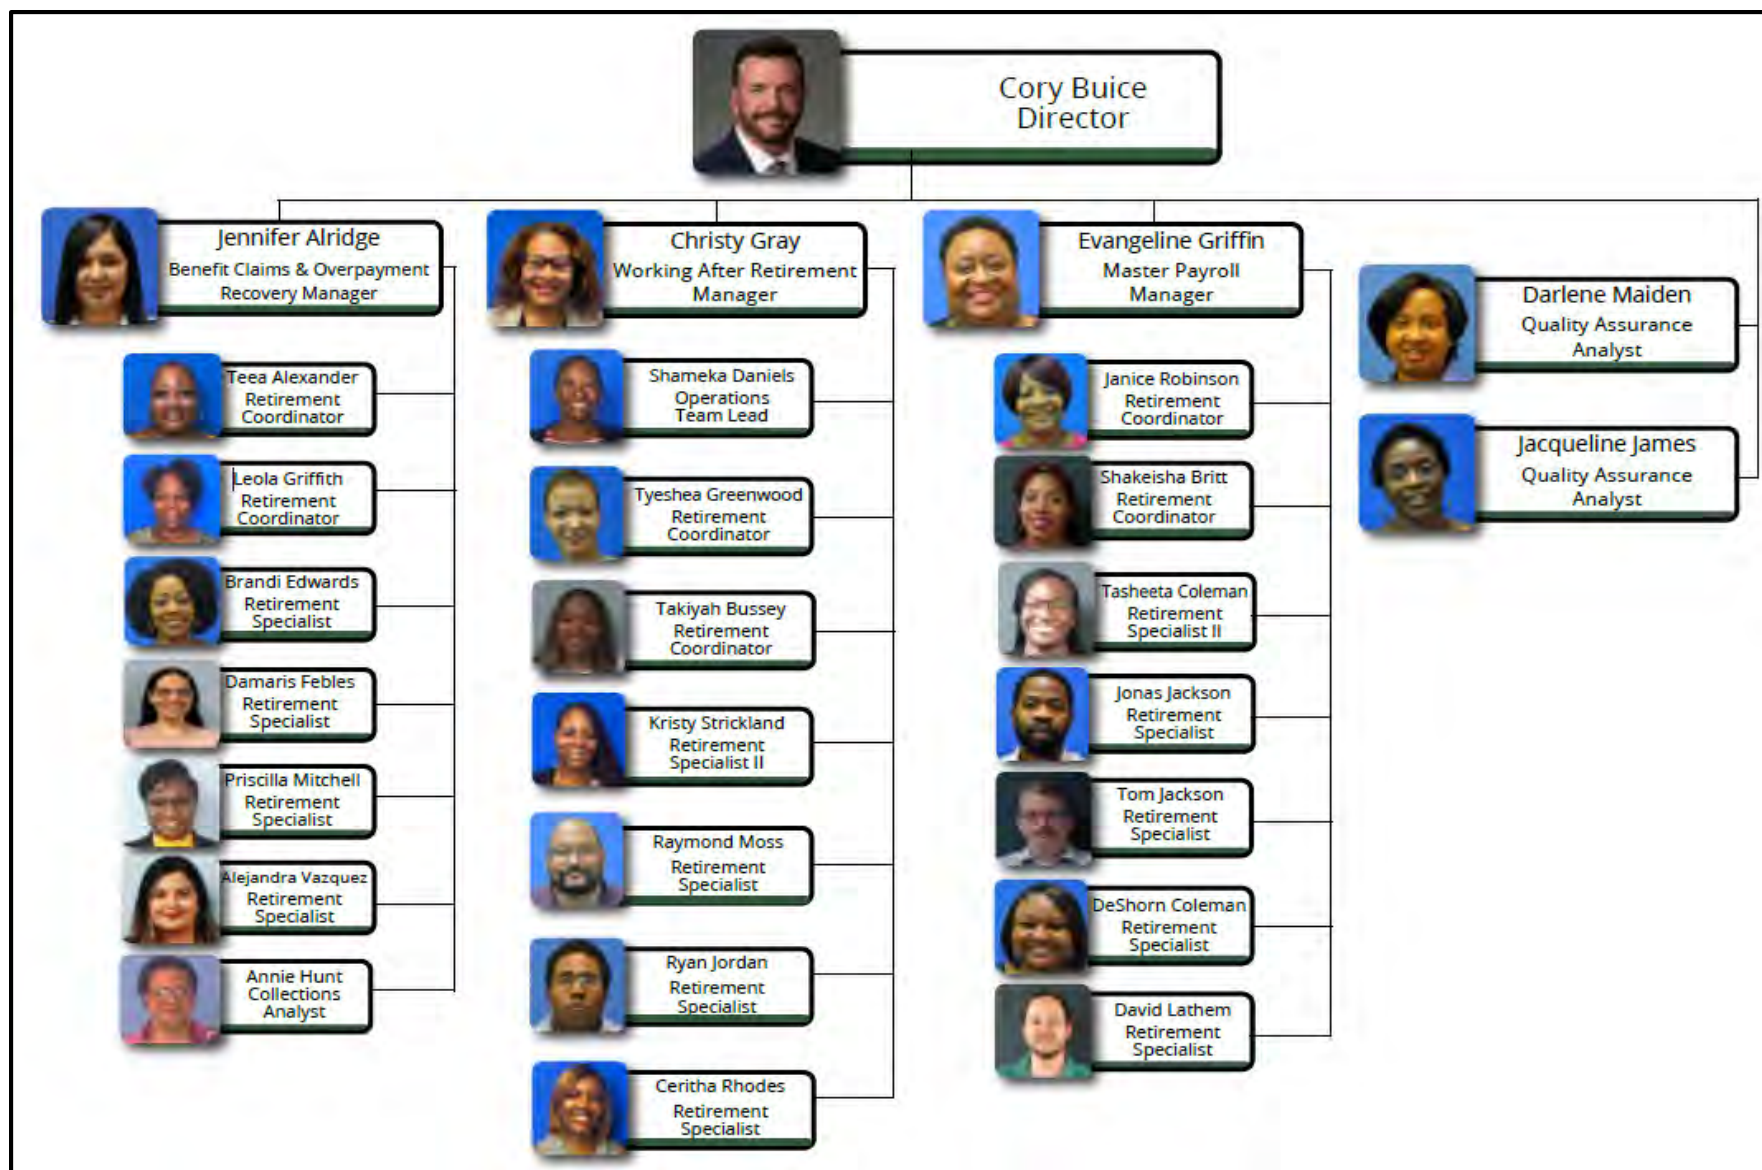 Cory Buice
Director
Jennifer Alridge
Benefit Claims & Overpayment
Recovery Manager
Teea Alexander
Retirement
Coordinator
Leola Griffith
Retirement
Coordinator
Brandi Edwards
Retirement
Specialist
Damaris Febles
Retirement
Specialist
Priscilla Mitchell
Retirement
Specialist
Alejandra Vazquez
Retirement
Specialist
Annie Hunt
Collections
Analyst
Christy Gray
Working After Retirement
Manager
Shameka Daniels
Operations
Team Lead
Tyeshea Greenwood
Retirement
Coordinator
Takiyah Bussey
Retirement
Coordinator
Kristy Strickland
Retirement
Specialist II
Raymond Moss
Retirement
Specialist
Ryan Jordan
Retirement
Specialist
Ceritha Rhodes
Retirement
Specialist
Evangeline Griffin
Master Payroll
Manager
Janice Robinson
Retirement
Coordinator
Shakeisha Britt
Retirement
Coordinator
Tasheeta Coleman
Retirement
Specialist II
Jonas Jackson
Retirement
Specialist
Tom Jackson
Retirement
Specialist
DeShorn Coleman
Retirement
Specialist
David Lathem
Retirement
Specialist
Darlene Maiden
Quality Assurance
Analyst
Jacqueline James
Quality Assurance
Analyst